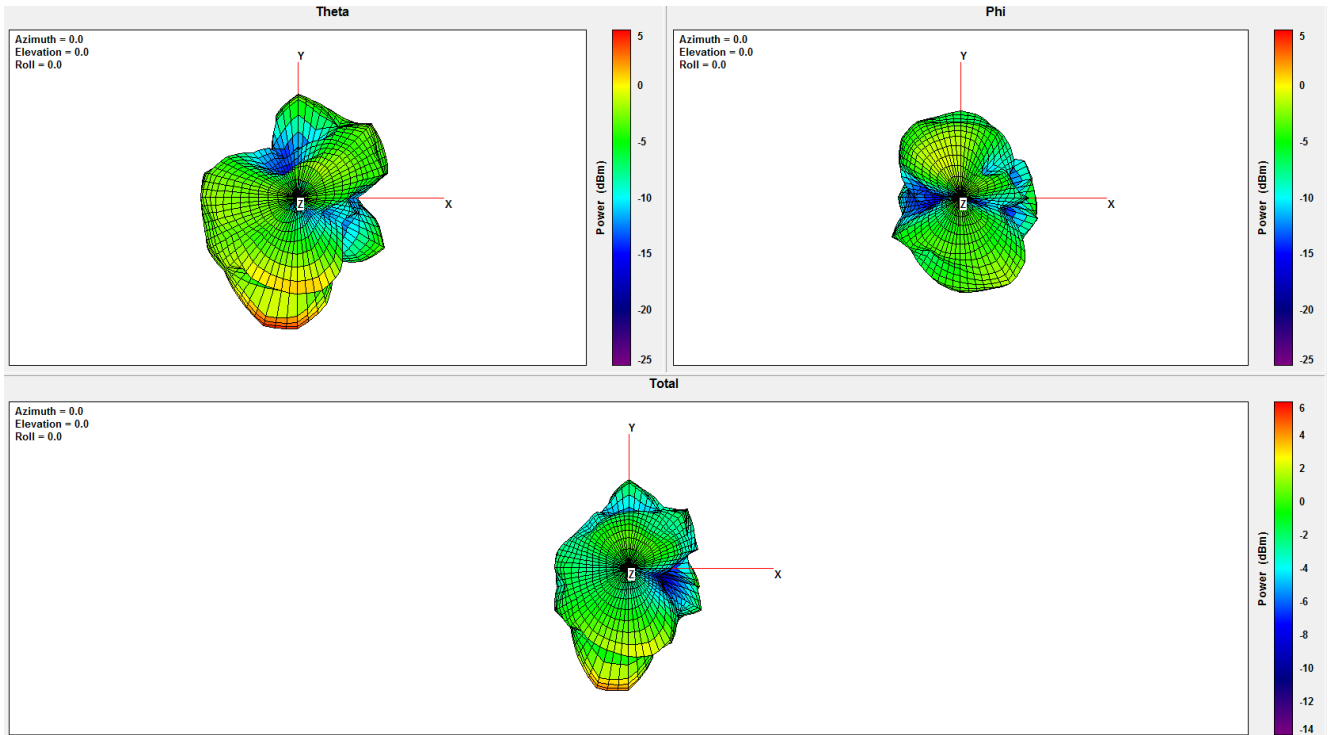 Theta
Azimuth = 0.0
Elevation = 0.0
Roll = 0.0
Y
X
Z
5
0
-5
-10
-15
-20
-25
Power (dBm)
Phi
Azimuth = 0.0
Elevation = 0.0
Roll = 0.0
Y
X
Z
5
0
-5
-10
-15
-20
-25
Power (dBm)
Total
Azimuth = 0.0
Elevation = 0.0
Roll = 0.0
Y
X
Z
6
4
2
0
-2
-4
-6
-8
-10
-12
-14
Power (dBm)